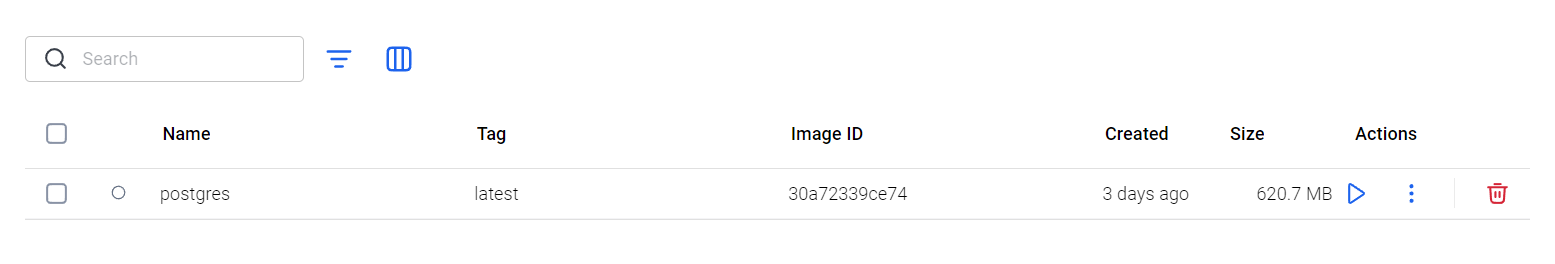 Search
Name Tag Image ID Created Size Actions
postgres latest 30a72339ce74 3 days ago 620.7 MB